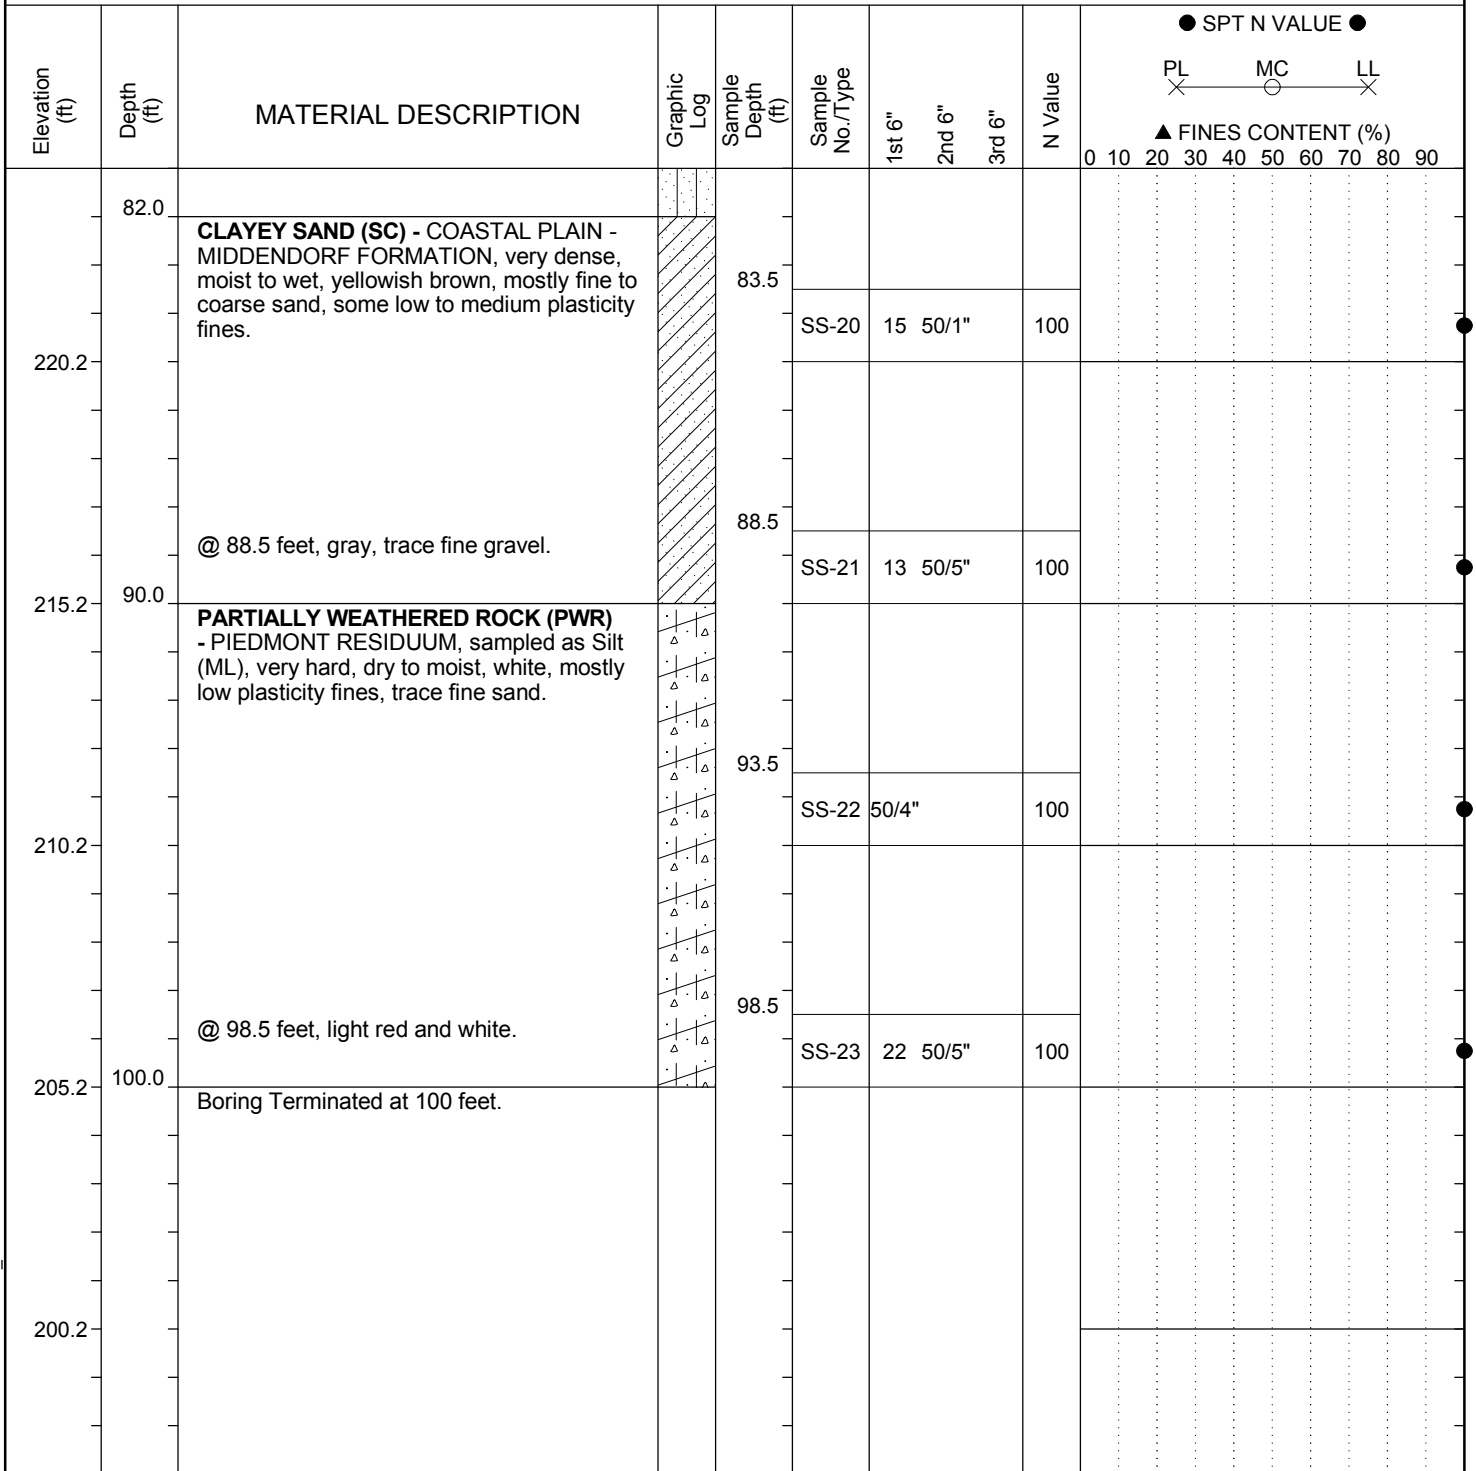 ● SPT N VALUE ●
PL MC LL
▲ FINES CONTENT (%)
Elevation (ft)
Depth (ft)
MATERIAL DESCRIPTION
Graphic Log
Sample Depth (ft)
Sample No./Type
1st 6"
2nd 6"
3rd 6"
N Value
0 10 20 30 40 50 60 70 80 90
82.0
CLAYEY SAND (SC) - COASTAL PLAIN -
MIDDENDORF FORMATION, very dense,
moist to wet, yellowish brown, mostly fine to
coarse sand, some low to medium plasticity
fines.
83.5
SS-20 15 50/1" 100
220.2
88.5
@ 88.5 feet, gray, trace fine gravel.
SS-21 13 50/5" 100
215.2 90.0
PARTIALLY WEATHERED ROCK (PWR)
- PIEDMONT RESIDUUM, sampled as Silt
(ML), very hard, dry to moist, white, mostly
low plasticity fines, trace fine sand.
93.5
SS-22 50/4" 100
210.2
98.5
@ 98.5 feet, light red and white.
SS-23 22 50/5" 100
205.2 100.0
Boring Terminated at 100 feet.
200.2